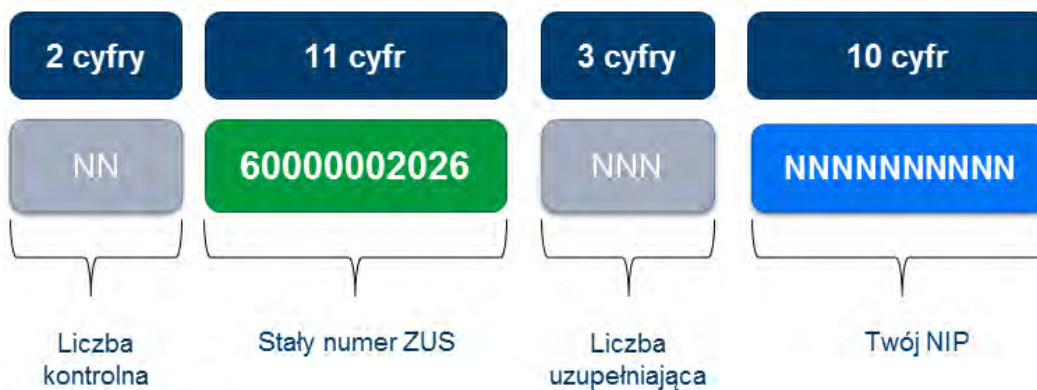 2 cyfry 11 cyfr 3 cyfry 10 cyfr
NN 60000002026 NNN NNNNNNNNNN
Liczba kontrolna
Stały numer ZUS
Liczba uzupełniająca
Twój NIP